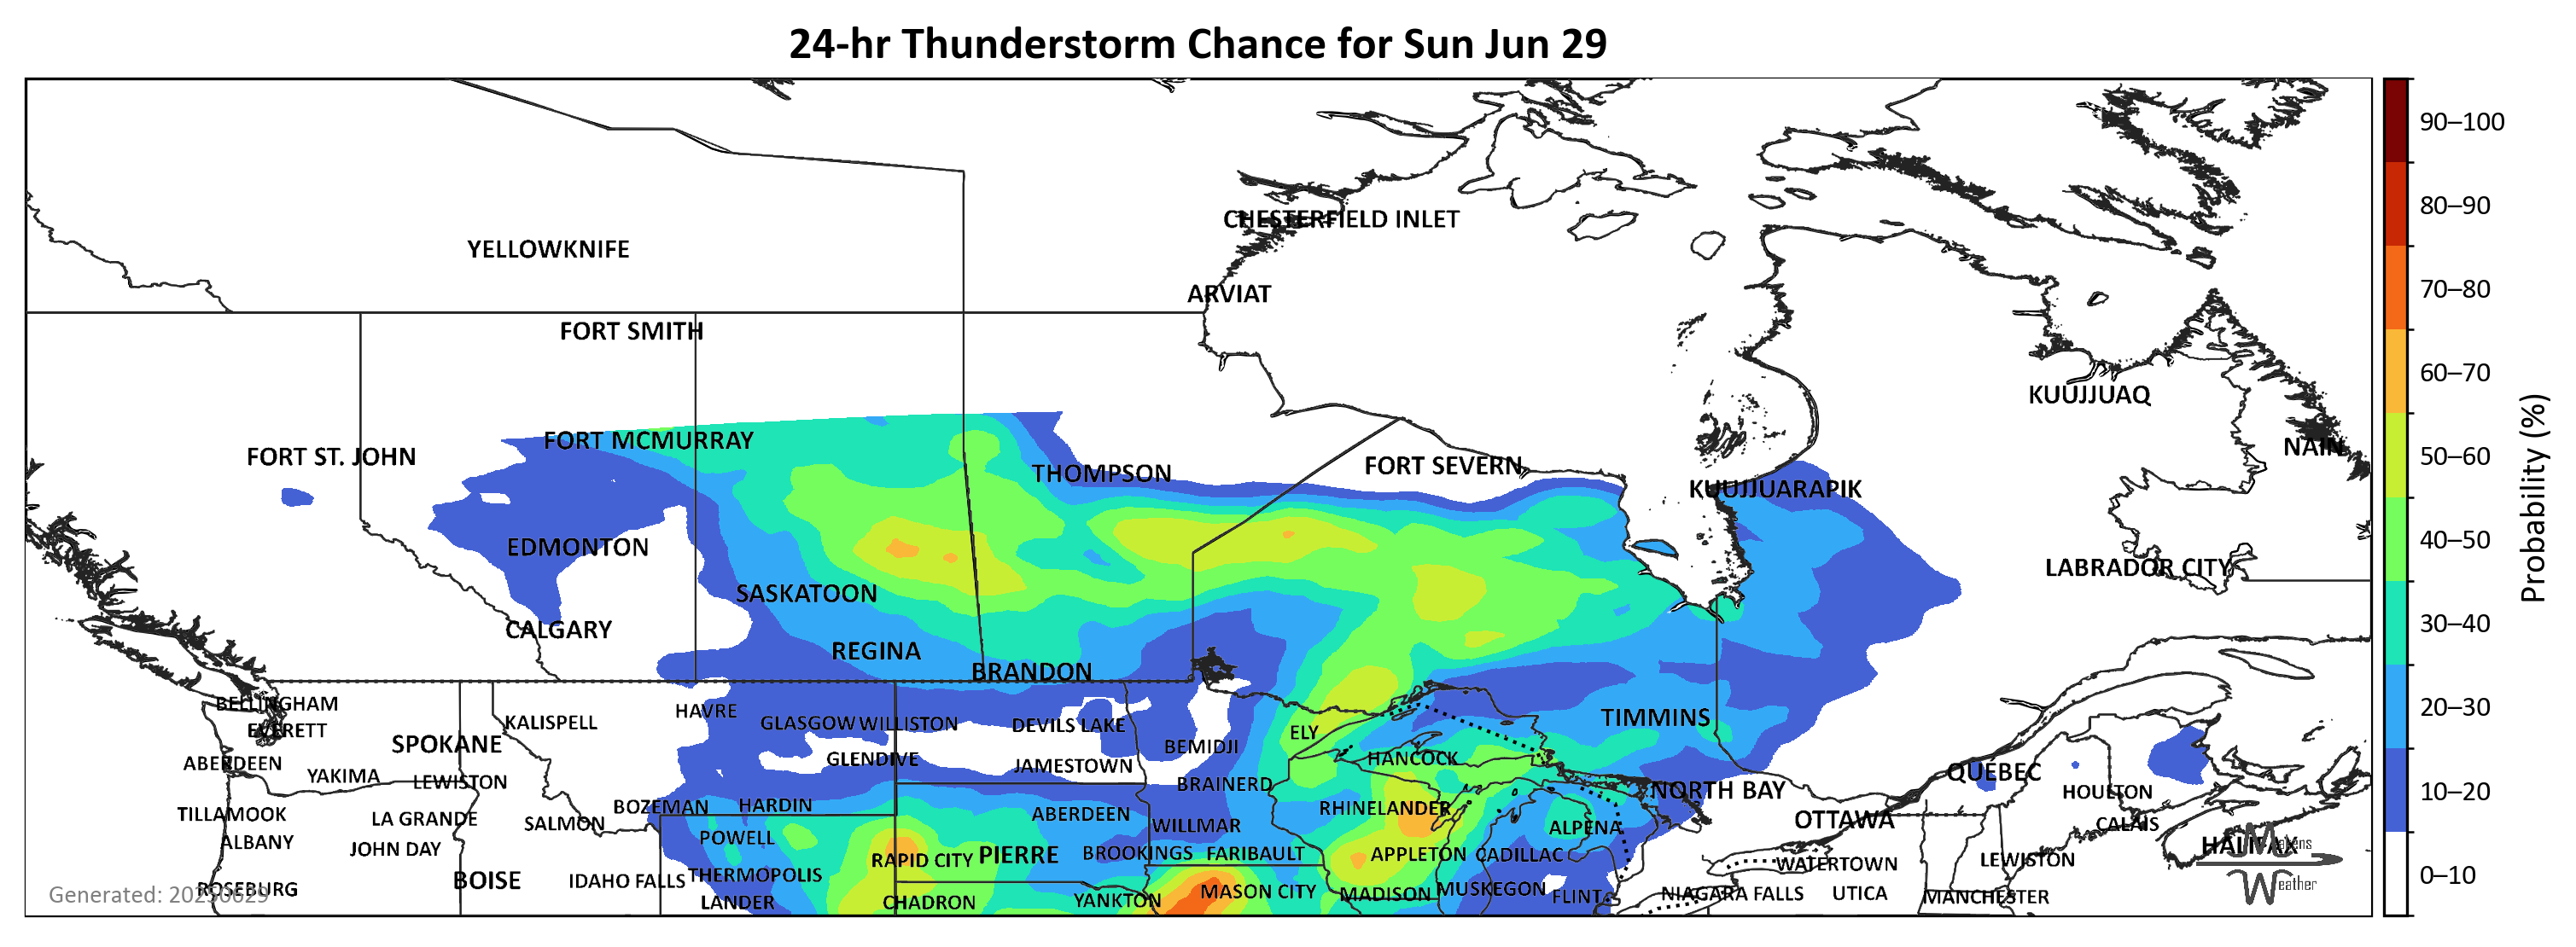 24-hr Thunderstorm Chance for Sun Jun 29
CHESTERFIELD INLET
YELLOWKNIFE
ARVIAT
FORT SMITH
KUUJJUAQ
FORT MCMURRAY
NAIN
FORT ST. JOHN
FORT SEVERN
THOMPSON
KUUJJUARAPIK
EDMONTON
LABRADOR CITY
SASKATOON
CALGARY
REGINA
BRANDON
BELLINGHAM
HAVRE
TIMMINS
KALISPELL
GLASGOW WILLISTON
DEVILS LAKE
EVERETT
ELY
SPOKANE
BEMIDJI
GLENDIVE
HANCOCK
ABERDEEN
JAMESTOWN
QUÉBEC
YAKIMA
LEWISTON
BRAINERD
NORTH BAY
HOULTON
BOZEMAN
HARDIN
RHINELANDER
TILLAMOOK
LA GRANDE
SALMON
ABERDEEN
WILLMAR
ALPENA
OTTAWA
CALAIS
ALBANY
POWELL
JOHN DAY
RAPID CITY
PIERRE
BROOKINGS
FARIBAULT
APPLETON
CADILLAC
HALIFAX
WATERTOWN
LEWISTON
BOISE
IDAHO FALLS
THERMOPOLIS
ROSEBURG
MASON CITY
MADISON
MUSKEGON
FLINT
NIAGARA FALLS
UTICA
MANCHESTER
LANDER
CHADRON
YANKTON
Generated: 20250629
Weather
90–100
80–90
70–80
60–70
50–60
40–50
30–40
20–30
10–20
0–10
Probability (%)